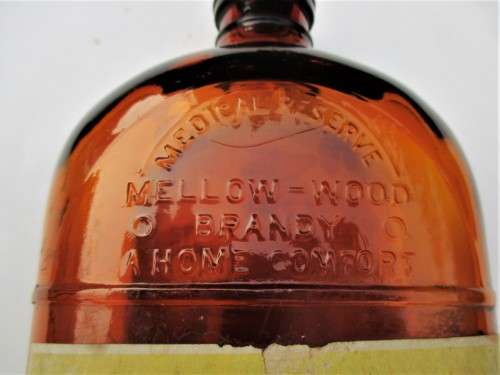 MEDICAL RESERVE
MELLOW-WOOD
BRANDY
A HOME COMFORT